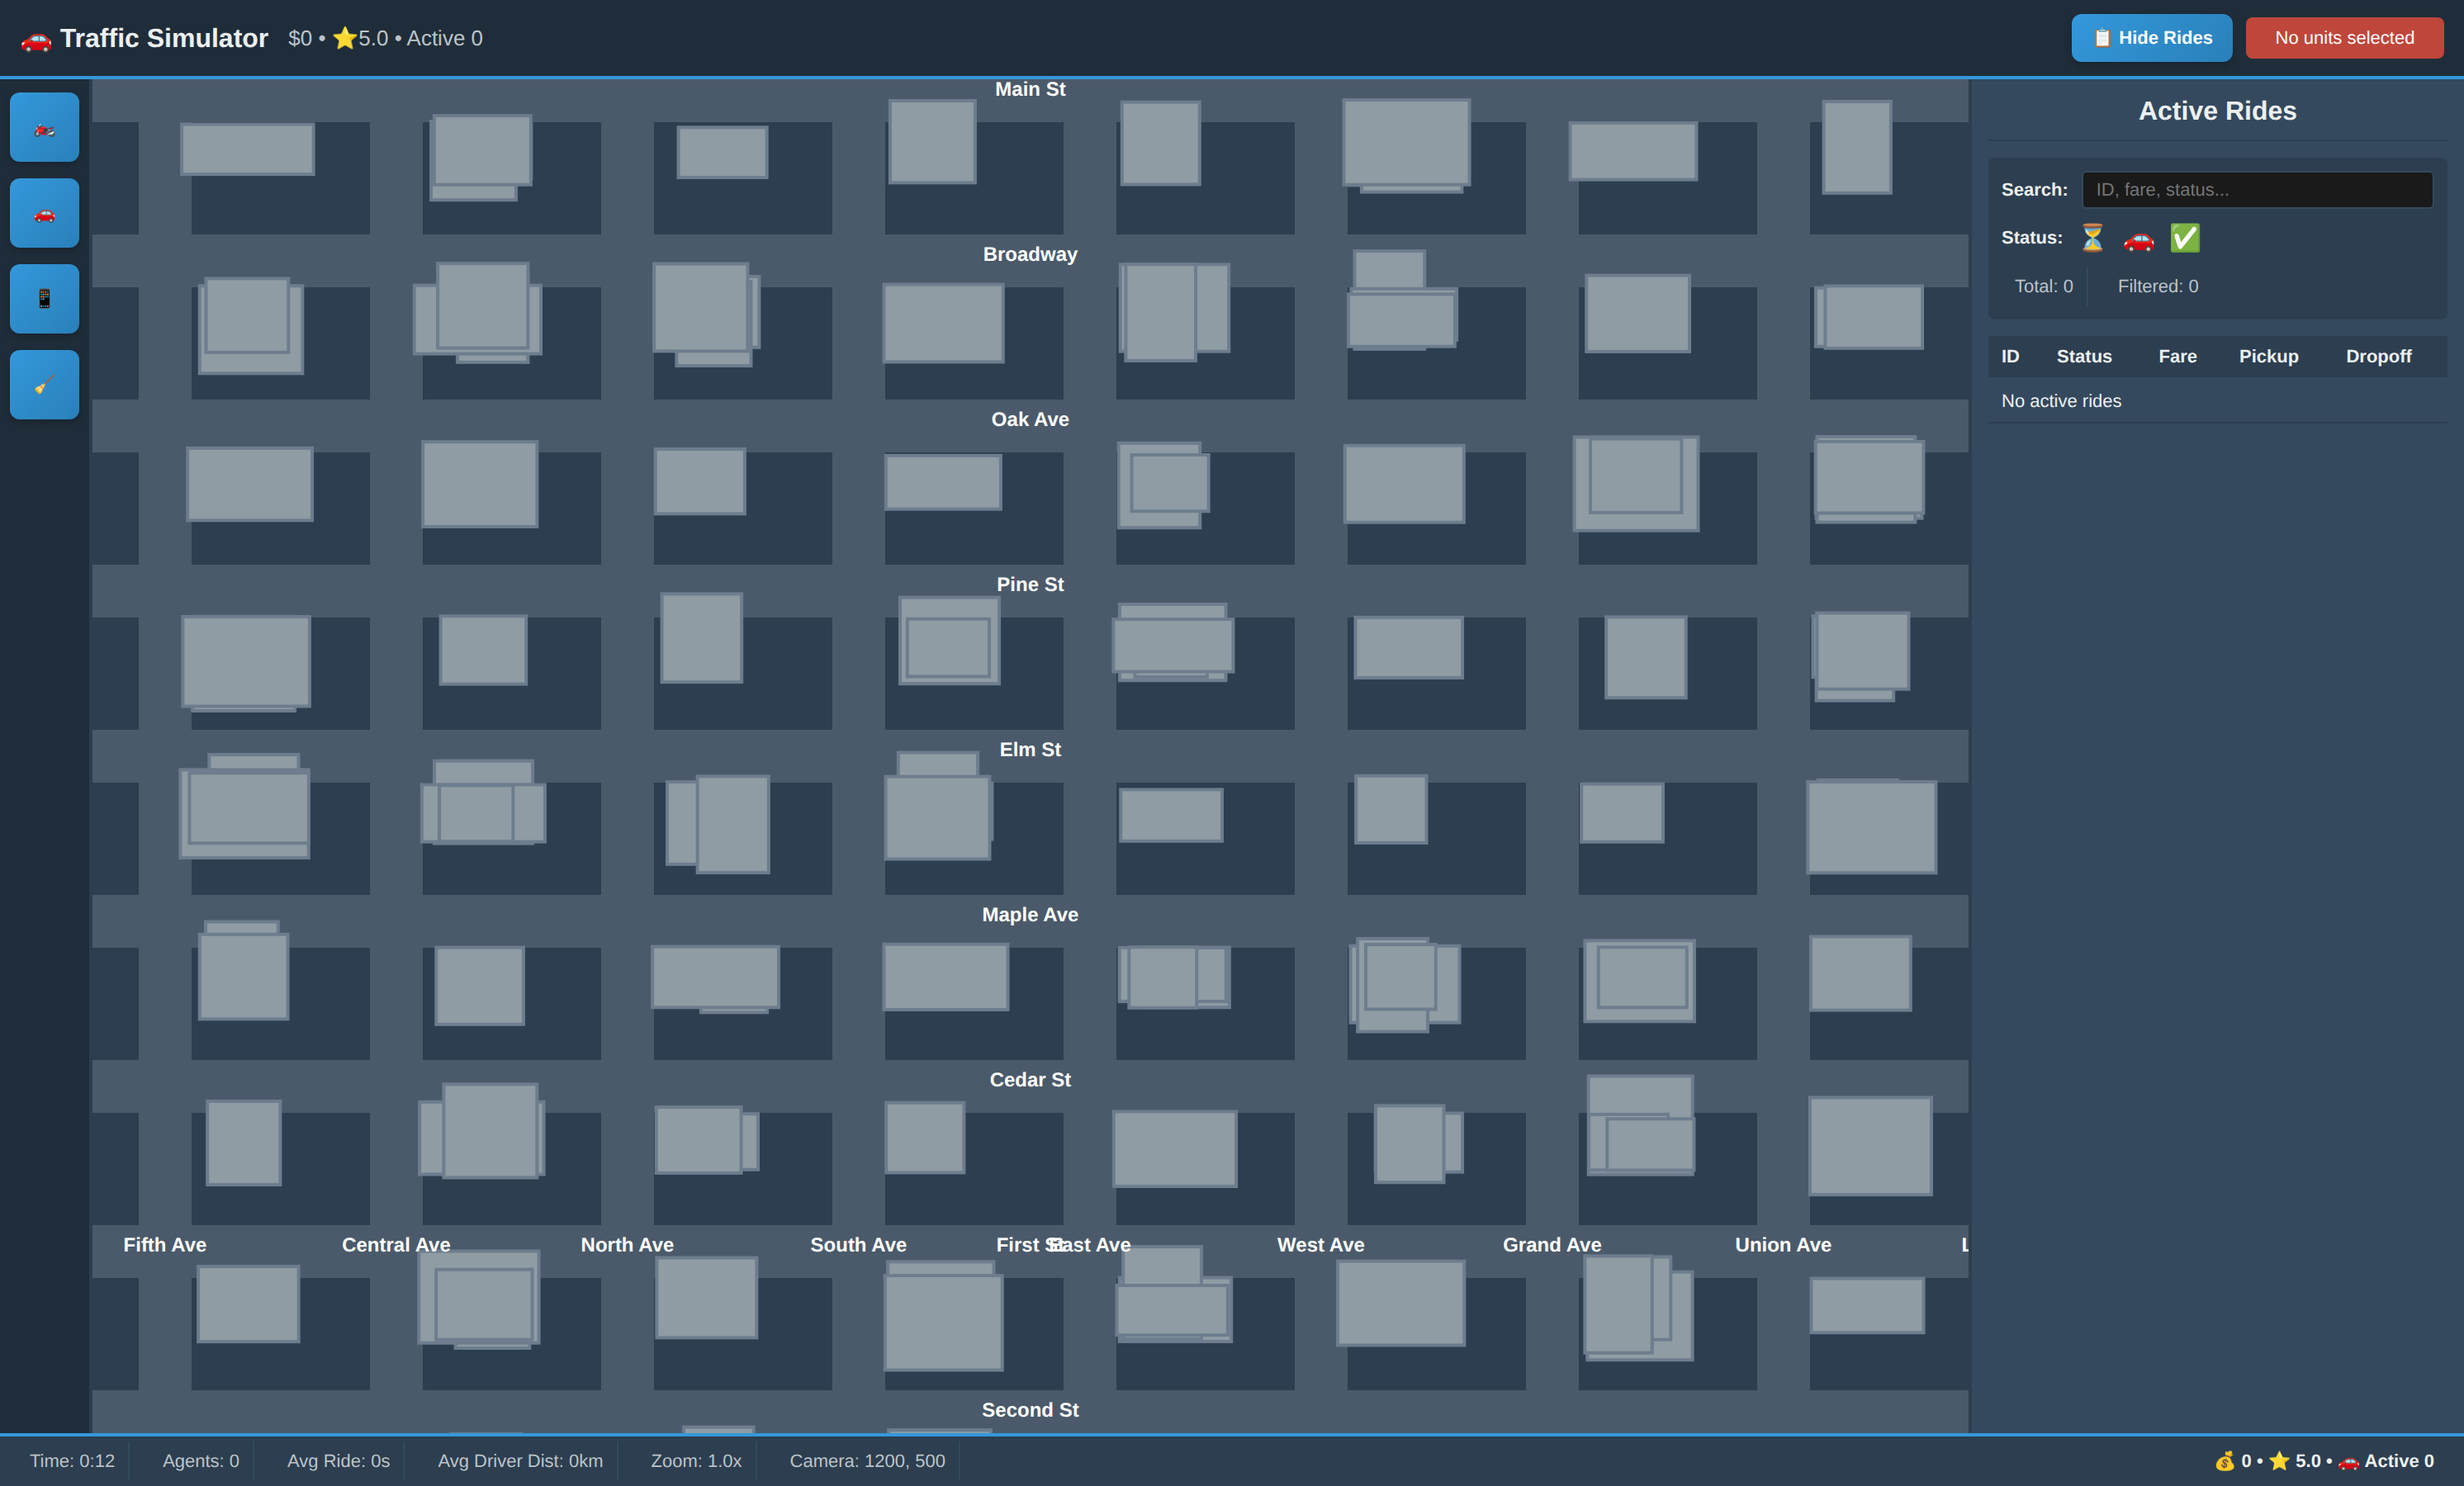 🚗 Traffic Simulator $0 • ⭐5.0 • Active 0
📋 Hide Rides
No units selected
Main St
Broadway
Oak Ave
Pine St
Elm St
Maple Ave
Cedar St
Fifth Ave Central Ave North Ave South Ave First St East Ave West Ave Grand Ave Union Ave
Second St
Active Rides
Search: ID, fare, status...
Status: ⏳ 🚗 ✅
Total: 0 Filtered: 0
ID Status Fare Pickup Dropoff
No active rides
Time: 0:12 Agents: 0 Avg Ride: 0s Avg Driver Dist: 0km Zoom: 1.0x Camera: 1200, 500
💰 0 • ⭐ 5.0 • 🚗 Active 0